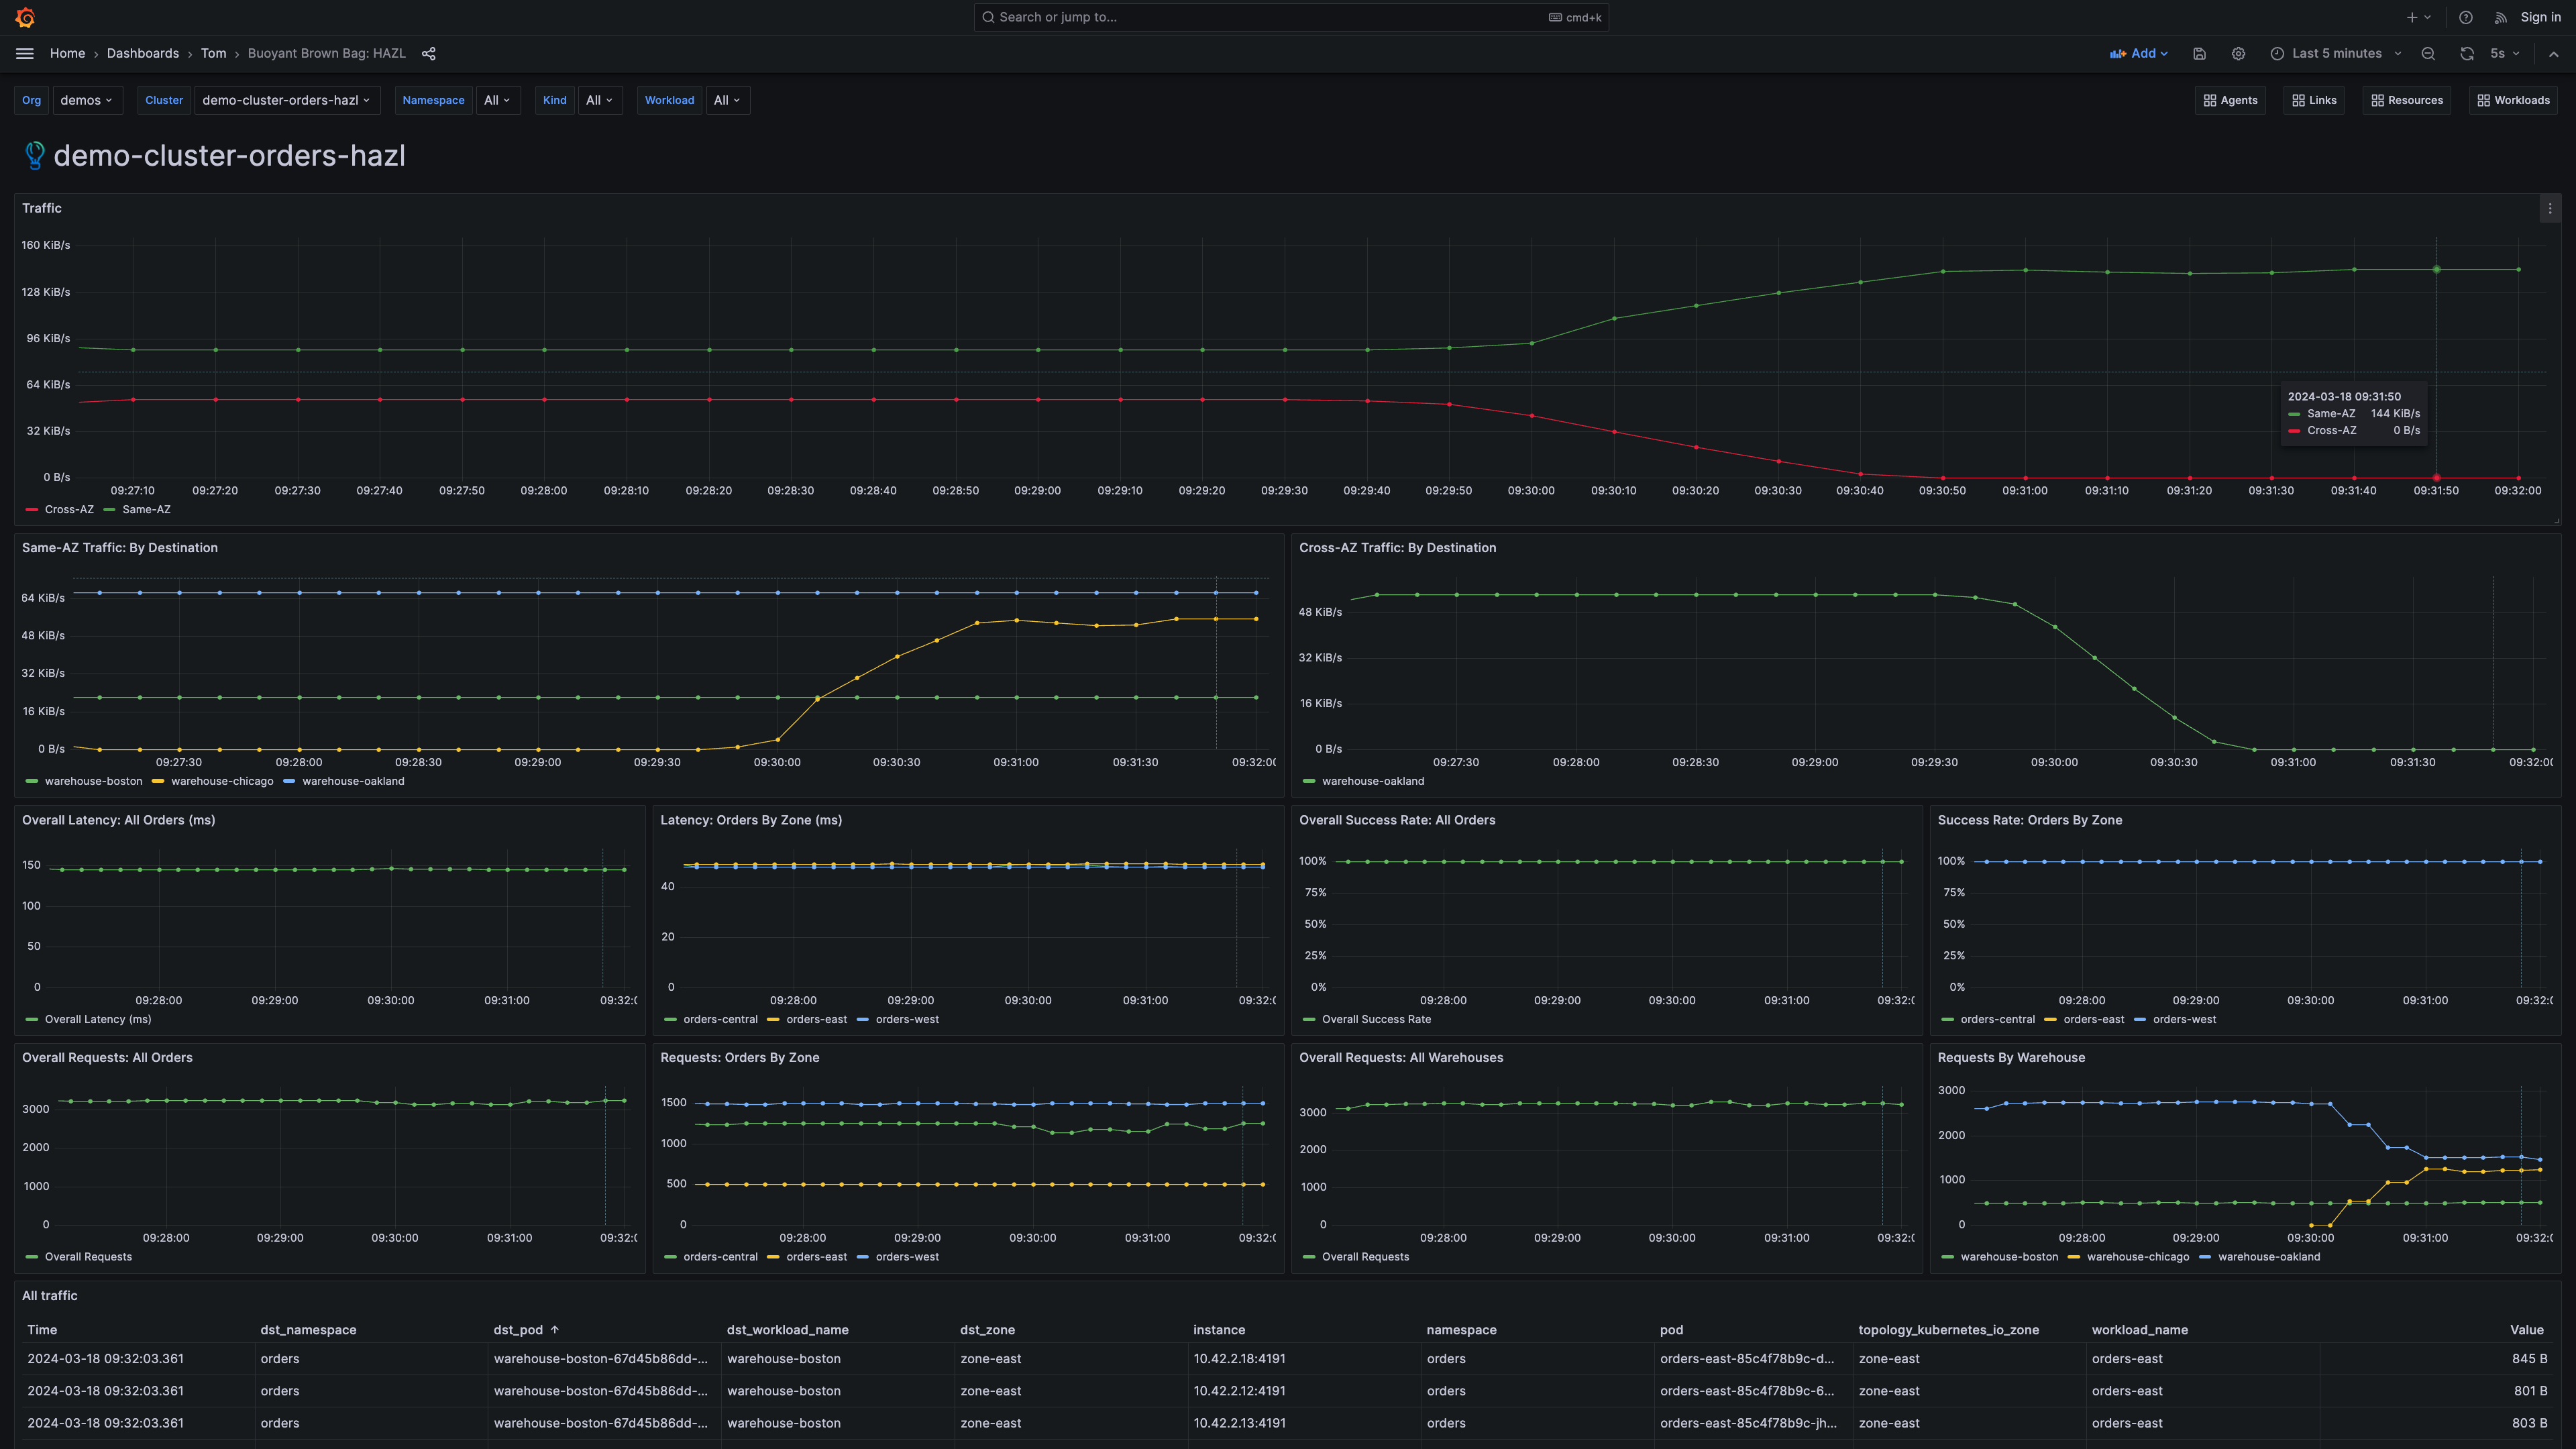 Search or jump to... cmd+k Sign in
Home › Dashboards › Tom › Buoyant Brown Bag: HAZL Add Last 5 minutes 5s
Org demos Cluster demo-cluster-orders-hazl Namespace All Kind All Workload All Agents Links Resources Workloads
demo-cluster-orders-hazl
Traffic
160 KiB/s
128 KiB/s
96 KiB/s
64 KiB/s
32 KiB/s
0 B/s
2024-03-18 09:31:50
Same-AZ 144 KiB/s
Cross-AZ 0 B/s
09:27:10 09:27:20 09:27:30 09:27:40 09:27:50 09:28:00 09:28:10 09:28:20 09:28:30 09:28:40 09:28:50 09:29:00 09:29:10 09:29:20 09:29:30 09:29:40 09:29:50 09:30:00 09:30:10 09:30:20 09:30:30 09:30:40 09:30:50 09:31:00 09:31:10 09:31:20 09:31:30 09:31:40 09:31:50 09:32:00
Cross-AZ Same-AZ
Same-AZ Traffic: By Destination
64 KiB/s
48 KiB/s
32 KiB/s
16 KiB/s
0 B/s
09:27:30 09:28:00 09:28:30 09:29:00 09:29:30 09:30:00 09:30:30 09:31:00 09:31:30 09:32:0
warehouse-boston warehouse-chicago warehouse-oakland
Cross-AZ Traffic: By Destination
48 KiB/s
32 KiB/s
16 KiB/s
0 B/s
09:27:30 09:28:00 09:28:30 09:29:00 09:29:30 09:30:00 09:30:30 09:31:00 09:31:30 09:32:0
warehouse-oakland
Overall Latency: All Orders (ms)
150
100
50
0
09:28:00 09:29:00 09:30:00 09:31:00 09:32:
Overall Latency (ms)
Latency: Orders By Zone (ms)
40
20
0
09:28:00 09:29:00 09:30:00 09:31:00 09:32:
orders-central orders-east orders-west
Overall Success Rate: All Orders
100%
75%
50%
25%
0%
09:28:00 09:29:00 09:30:00 09:31:00 09:32:
Overall Success Rate
Success Rate: Orders By Zone
100%
75%
50%
25%
0%
09:28:00 09:29:00 09:30:00 09:31:00 09:32:
orders-central orders-east orders-west
Overall Requests: All Orders
3000
2000
1000
0
09:28:00 09:29:00 09:30:00 09:31:00 09:32:
Overall Requests
Requests: Orders By Zone
1500
1000
500
0
09:28:00 09:29:00 09:30:00 09:31:00 09:32:
orders-central orders-east orders-west
Overall Requests: All Warehouses
3000
2000
1000
0
09:28:00 09:29:00 09:30:00 09:31:00 09:32:
Overall Requests
Requests By Warehouse
3000
2000
1000
0
09:28:00 09:29:00 09:30:00 09:31:00 09:32:
warehouse-boston warehouse-chicago warehouse-oakland
All traffic
Time dst_namespace dst_pod ↑ dst_workload_name dst_zone instance namespace pod topology_kubernetes_io_zone workload_name Value
2024-03-18 09:32:03.361 orders warehouse-boston-67d45b86dd-... warehouse-boston zone-east 10.42.2.18:4191 orders orders-east-85c4f78b9c-d... zone-east orders-east 845 B
2024-03-18 09:32:03.361 orders warehouse-boston-67d45b86dd-... warehouse-boston zone-east 10.42.2.12:4191 orders orders-east-85c4f78b9c-6... zone-east orders-east 801 B
2024-03-18 09:32:03.361 orders warehouse-boston-67d45b86dd-... warehouse-boston zone-east 10.42.2.13:4191 orders orders-east-85c4f78b9c-jh... zone-east orders-east 803 B